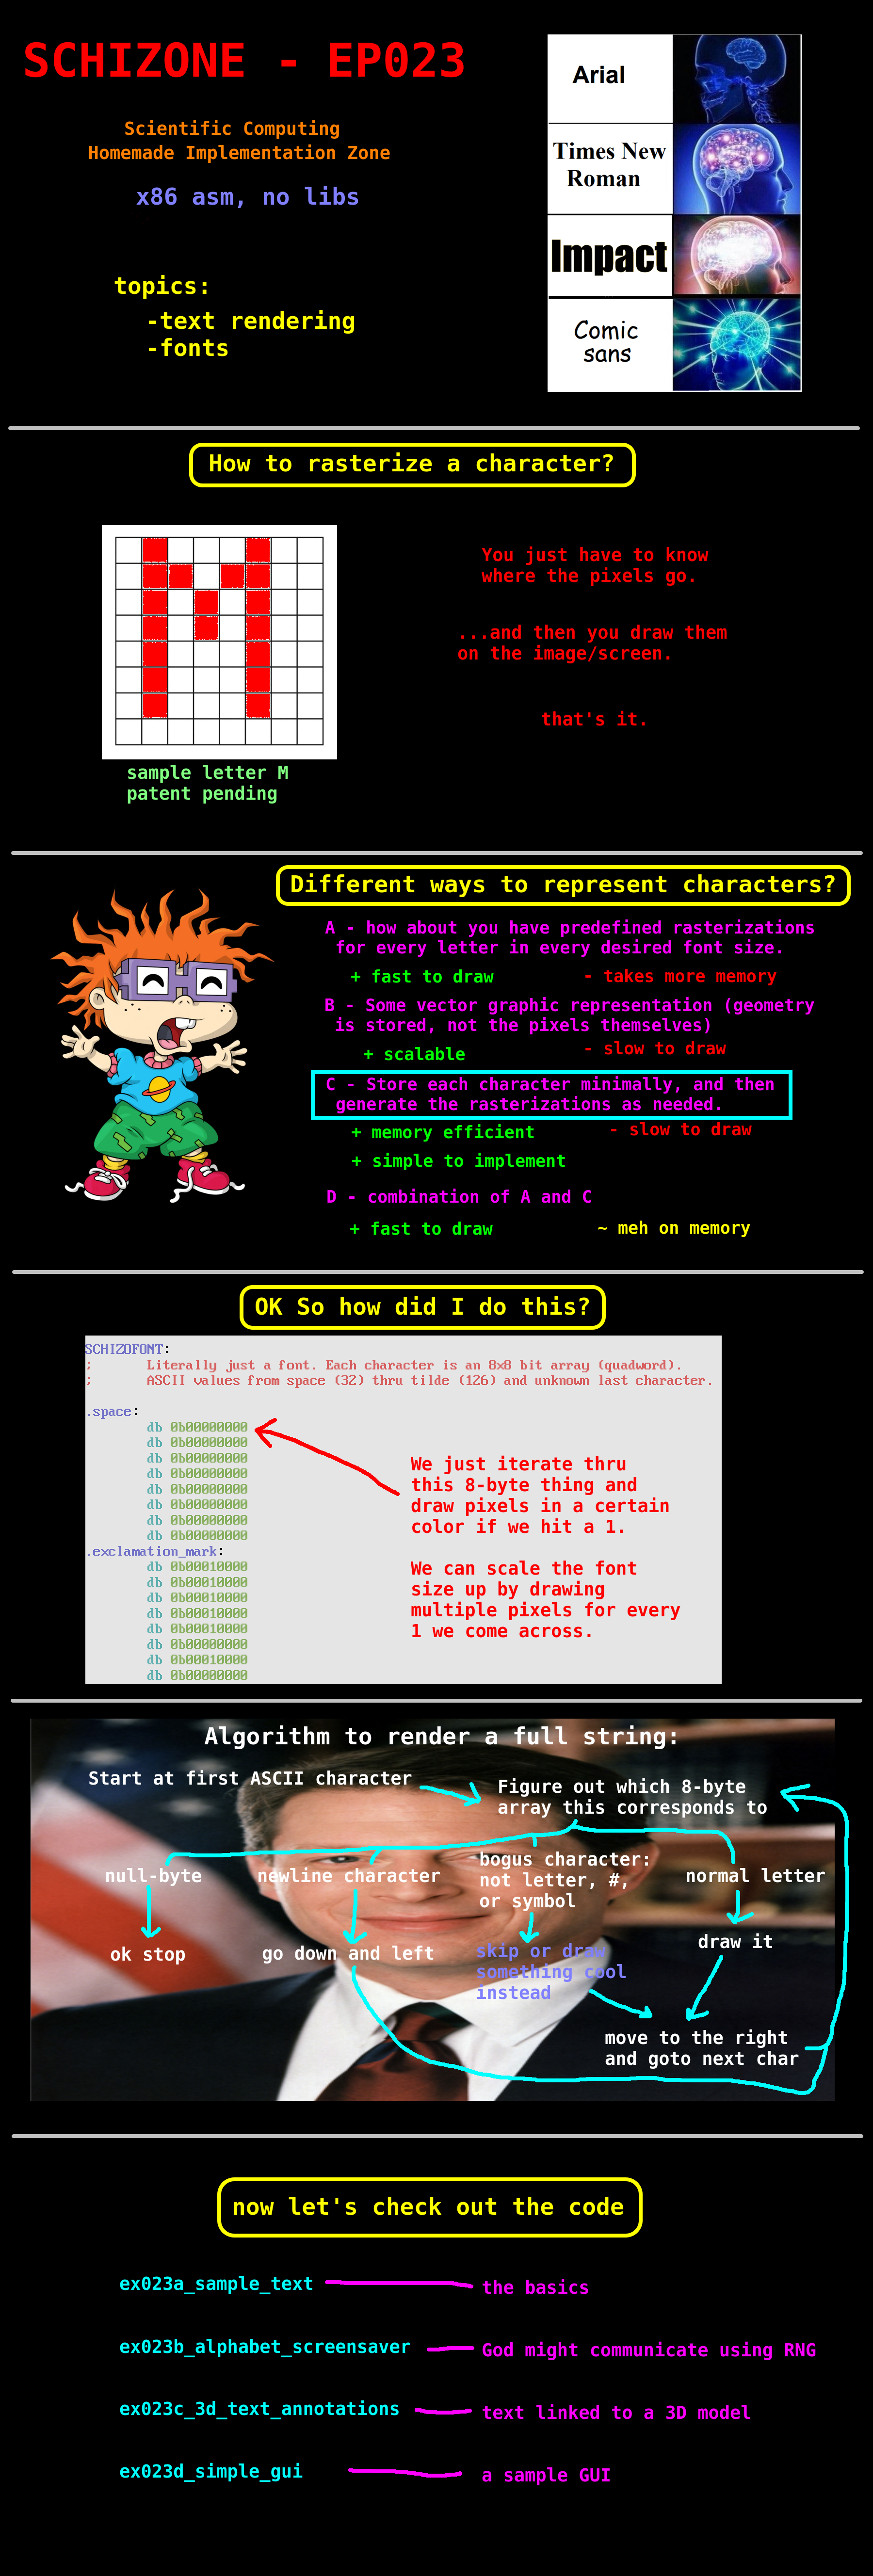 SCHIZONE - EP023
Scientific Computing
Homemade Implementation Zone
x86 asm, no libs
topics:
-text rendering
-fonts
Arial
Times New
Roman
Impact
Comic
sans
How to rasterize a character?
You just have to know
where the pixels go.
...and then you draw them
on the image/screen.
that's it.
sample letter M
patent pending
Different ways to represent characters?
A - how about you have predefined rasterizations
for every letter in every desired font size.
+ fast to draw
- takes more memory
B - Some vector graphic representation (geometry
is stored, not the pixels themselves)
+ scalable
- slow to draw
C - Store each character minimally, and then
generate the rasterizations as needed.
+ memory efficient
- slow to draw
+ simple to implement
D - combination of A and C
+ fast to draw
~ meh on memory
OK So how did I do this?
SCHIZOFONT:
; Literally just a font. Each character is an 8x8 bit array (quadword).
; ASCII values from space (32) thru tilde (126) and unknown last character.
.space:
db 0b00000000
db 0b00000000
db 0b00000000
db 0b00000000
db 0b00000000
db 0b00000000
db 0b00000000
db 0b00000000
.exclamation_mark:
db 0b00010000
db 0b00010000
db 0b00010000
db 0b00010000
db 0b00010000
db 0b00000000
db 0b00010000
db 0b00000000
We just iterate thru
this 8-byte thing and
draw pixels in a certain
color if we hit a 1.
We can scale the font
size up by drawing
multiple pixels for every
1 we come across.
Algorithm to render a full string:
Start at first ASCII character
Figure out which 8-byte
array this corresponds to
null-byte
newline character
bogus character:
not letter, #,
or symbol
normal letter
ok stop
go down and left
skip or draw
something cool
instead
draw it
move to the right
and goto next char
now let's check out the code
ex023a_sample_text
the basics
ex023b_alphabet_screensaver
God might communicate using RNG
ex023c_3d_text_annotations
text linked to a 3D model
ex023d_simple_gui
a sample GUI